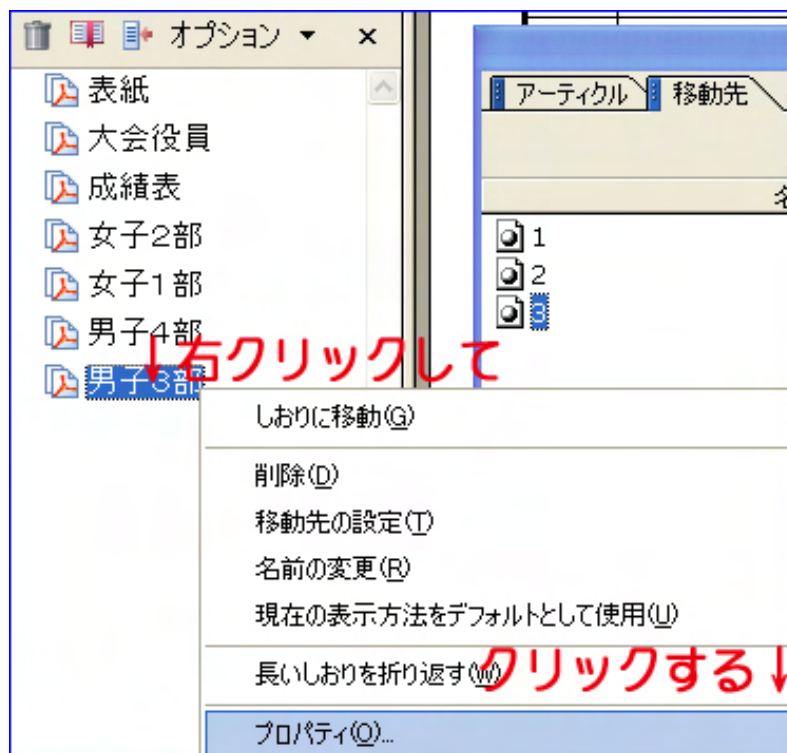 オプション
表紙
大会役員
成績表
女子2部
女子1部
男子4部
男子3部
↓右クリックして
アーティクル
移動先
名
1
2
3
しおりに移動(G)
削除(D)
移動先の設定(T)
名前の変更(R)
現在の表示方法をデフォルトとして使用(U)
長いしおりを折り返す(W)
クリックする↓
プロパティ(O)...